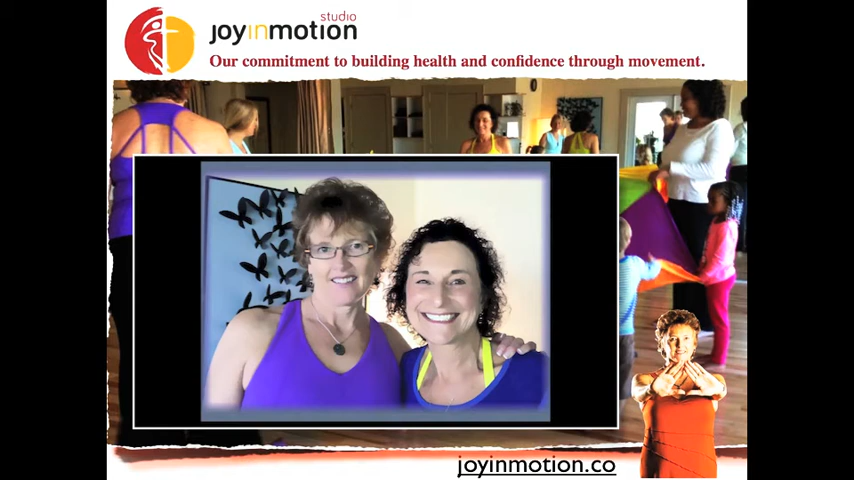 studio
joyinmotion
Our commitment to building health and confidence through movement.
joyinmotion.co